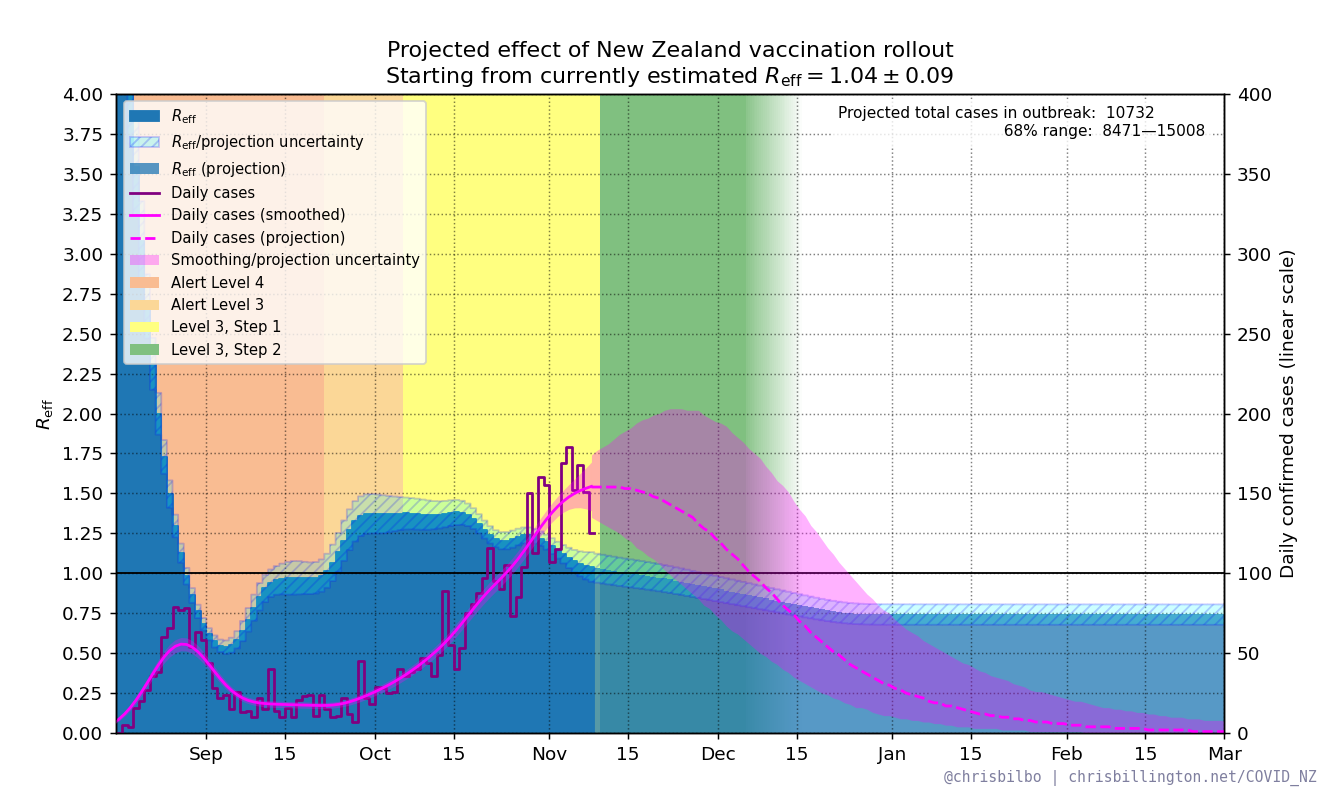 Projected effect of New Zealand vaccination rollout
Starting from currently estimated Reff = 1.04 ± 0.09
Projected total cases in outbreak: 10732
68% range: 8471—15008
Reff
Reff/projection uncertainty
Reff (projection)
Daily cases
Daily cases (smoothed)
Daily cases (projection)
Smoothing/projection uncertainty
Alert Level 4
Alert Level 3
Level 3, Step 1
Level 3, Step 2
Reff
4.00
3.75
3.50
3.25
3.00
2.75
2.50
2.25
2.00
1.75
1.50
1.25
1.00
0.75
0.50
0.25
0.00
400
350
300
250
200
150
100
50
0
Daily confirmed cases (linear scale)
Sep 15 Oct 15 Nov 15 Dec 15 Jan 15 Feb 15 Mar
@chrisbilbo | chrisbillington.net/COVID_NZ